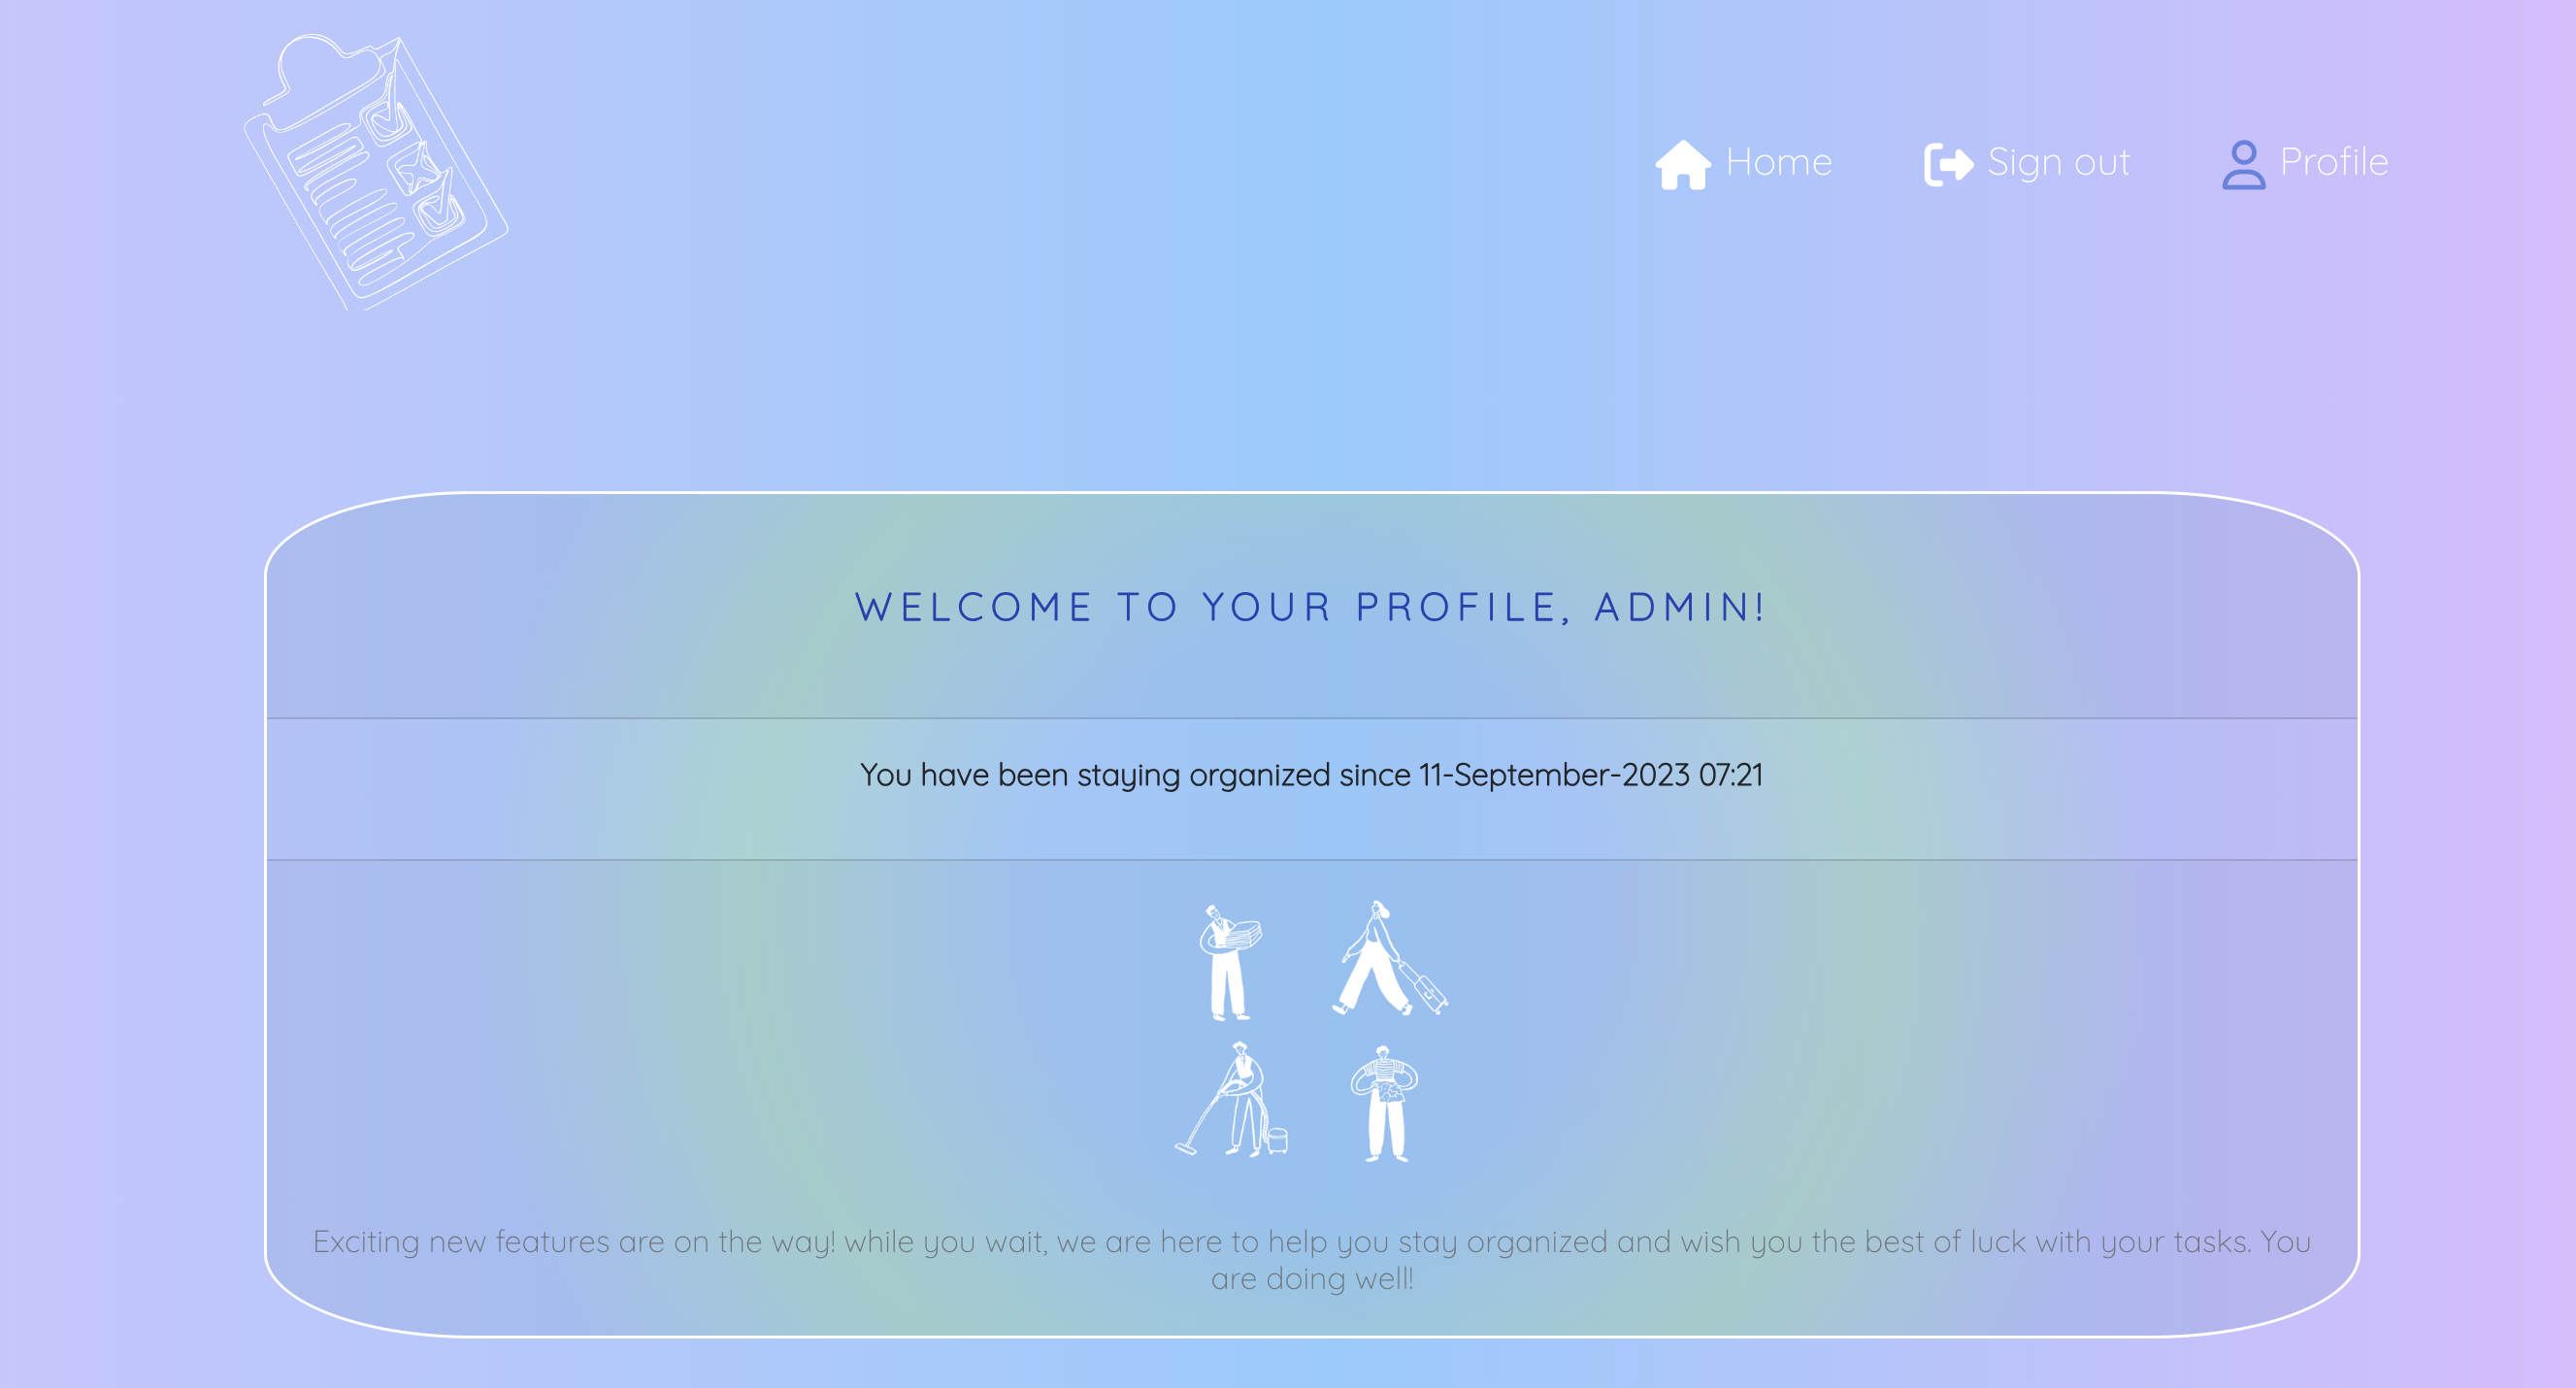 Home
Sign out
Profile
WELCOME TO YOUR PROFILE, ADMIN!
You have been staying organized since 11-September-2023 07:21
Exciting new features are on the way! while you wait, we are here to help you stay organized and wish you the best of luck with your tasks. You
are doing well!